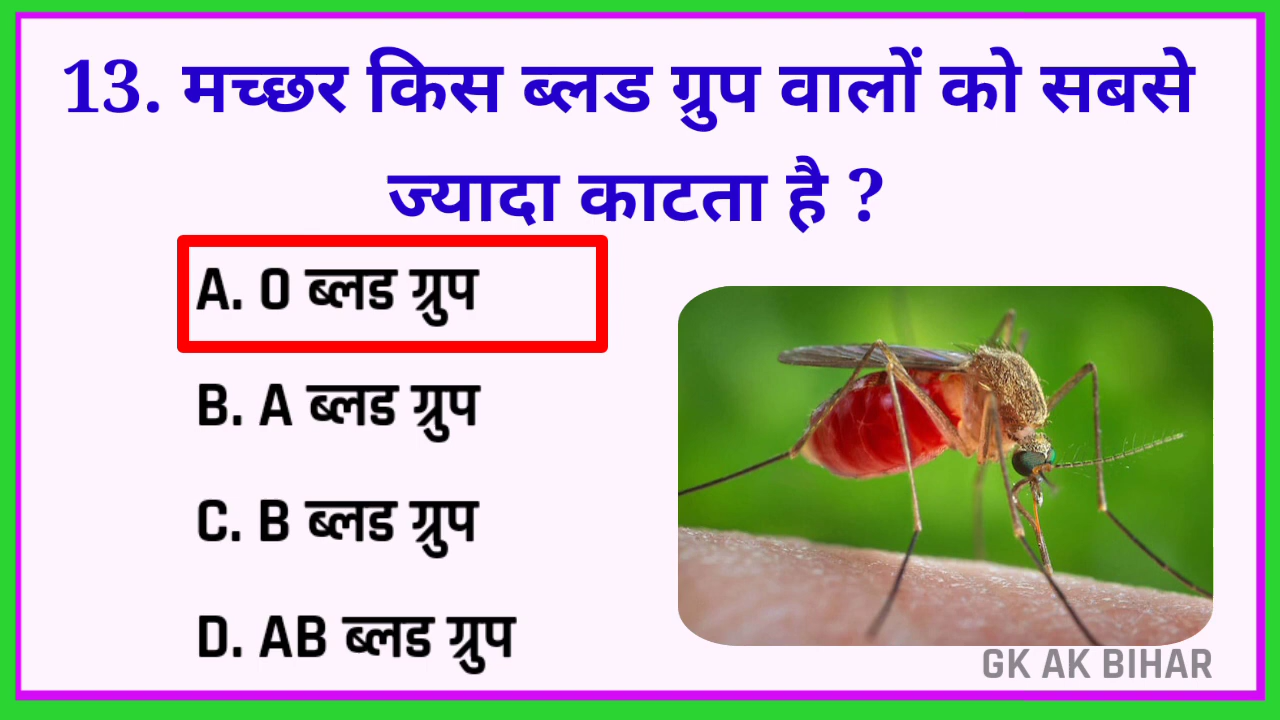 13. मच्छर किस ब्लड ग्रुप वालों को सबसे
ज्यादा काटता है ?
A. O ब्लड ग्रुप
B. A ब्लड ग्रुप
C. B ब्लड ग्रुप
D. AB ब्लड ग्रुप
GK AK BIHAR